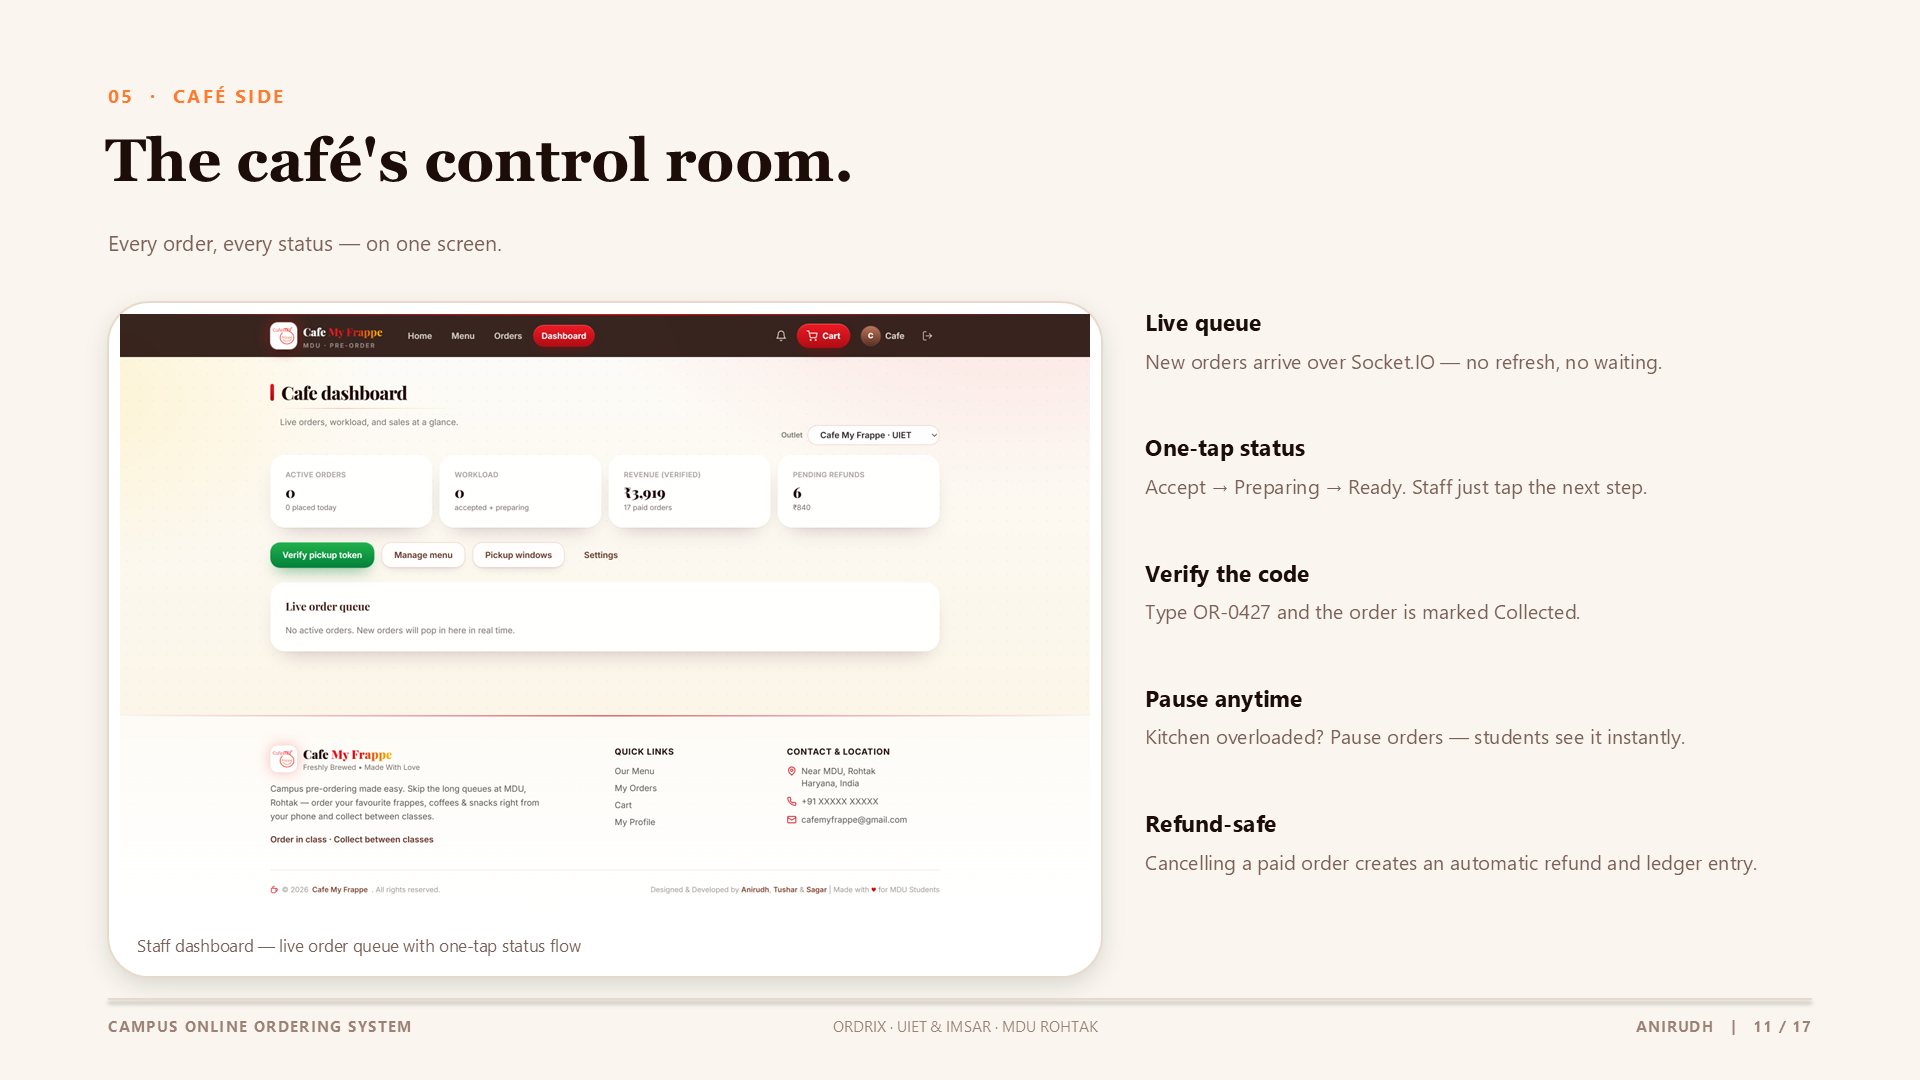 05 · CAFÉ SIDE
The café's control room.
Every order, every status — on one screen.
Cafe My Frappe
MDU · PRE-ORDER
Home
Menu
Orders
Dashboard
Cart
C
Cafe
Cafe dashboard
Live orders, workload, and sales at a glance.
Outlet
Cafe My Frappe · UIET
ACTIVE ORDERS
0
0 placed today
WORKLOAD
0
accepted + preparing
REVENUE (VERIFIED)
₹3,919
17 paid orders
PENDING REFUNDS
6
₹840
Verify pickup token
Manage menu
Pickup windows
Settings
Live order queue
No active orders. New orders will pop in here in real time.
Cafe My Frappe
Freshly Brewed • Made With Love
Campus pre-ordering made easy. Skip the long queues at MDU,
Rohtak — order your favourite frappes, coffees & snacks right from
your phone and collect between classes.
Order in class · Collect between classes
QUICK LINKS
Our Menu
My Orders
Cart
My Profile
CONTACT & LOCATION
Near MDU, Rohtak
Haryana, India
+91 XXXXX XXXXX
cafemyfrappe@gmail.com
© 2026 Cafe My Frappe . All rights reserved.
Designed & Developed by Anirudh, Tushar & Sagar | Made with ♥ for MDU Students
Staff dashboard — live order queue with one-tap status flow
Live queue
New orders arrive over Socket.IO — no refresh, no waiting.
One-tap status
Accept → Preparing → Ready. Staff just tap the next step.
Verify the code
Type OR-0427 and the order is marked Collected.
Pause anytime
Kitchen overloaded? Pause orders — students see it instantly.
Refund-safe
Cancelling a paid order creates an automatic refund and ledger entry.
CAMPUS ONLINE ORDERING SYSTEM
ORDRIX · UIET & IMSAR · MDU ROHTAK
ANIRUDH | 11 / 17